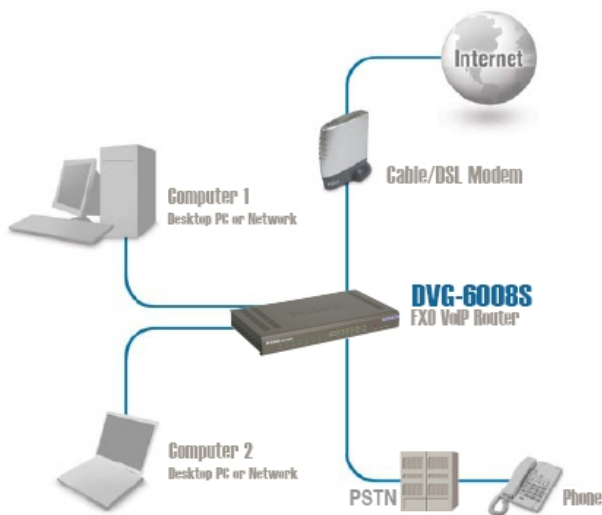 Internet
Cable/DSL Modem
Computer 1
Desktop PC or Network
DVG-6008S
FXO VoIP Router
Computer 2
Desktop PC or Network
PSTN
Phone